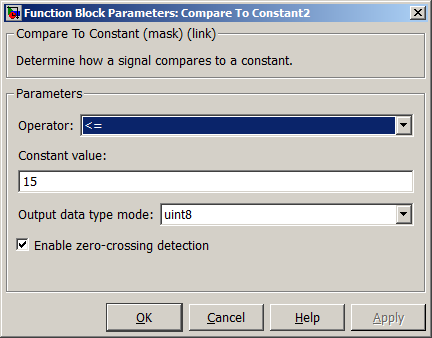 Function Block Parameters: Compare To Constant2
Compare To Constant (mask) (link)
Determine how a signal compares to a constant.
Parameters
Operator: <=
Constant value:
15
Output data type mode: uint8
Enable zero-crossing detection
OK Cancel Help Apply